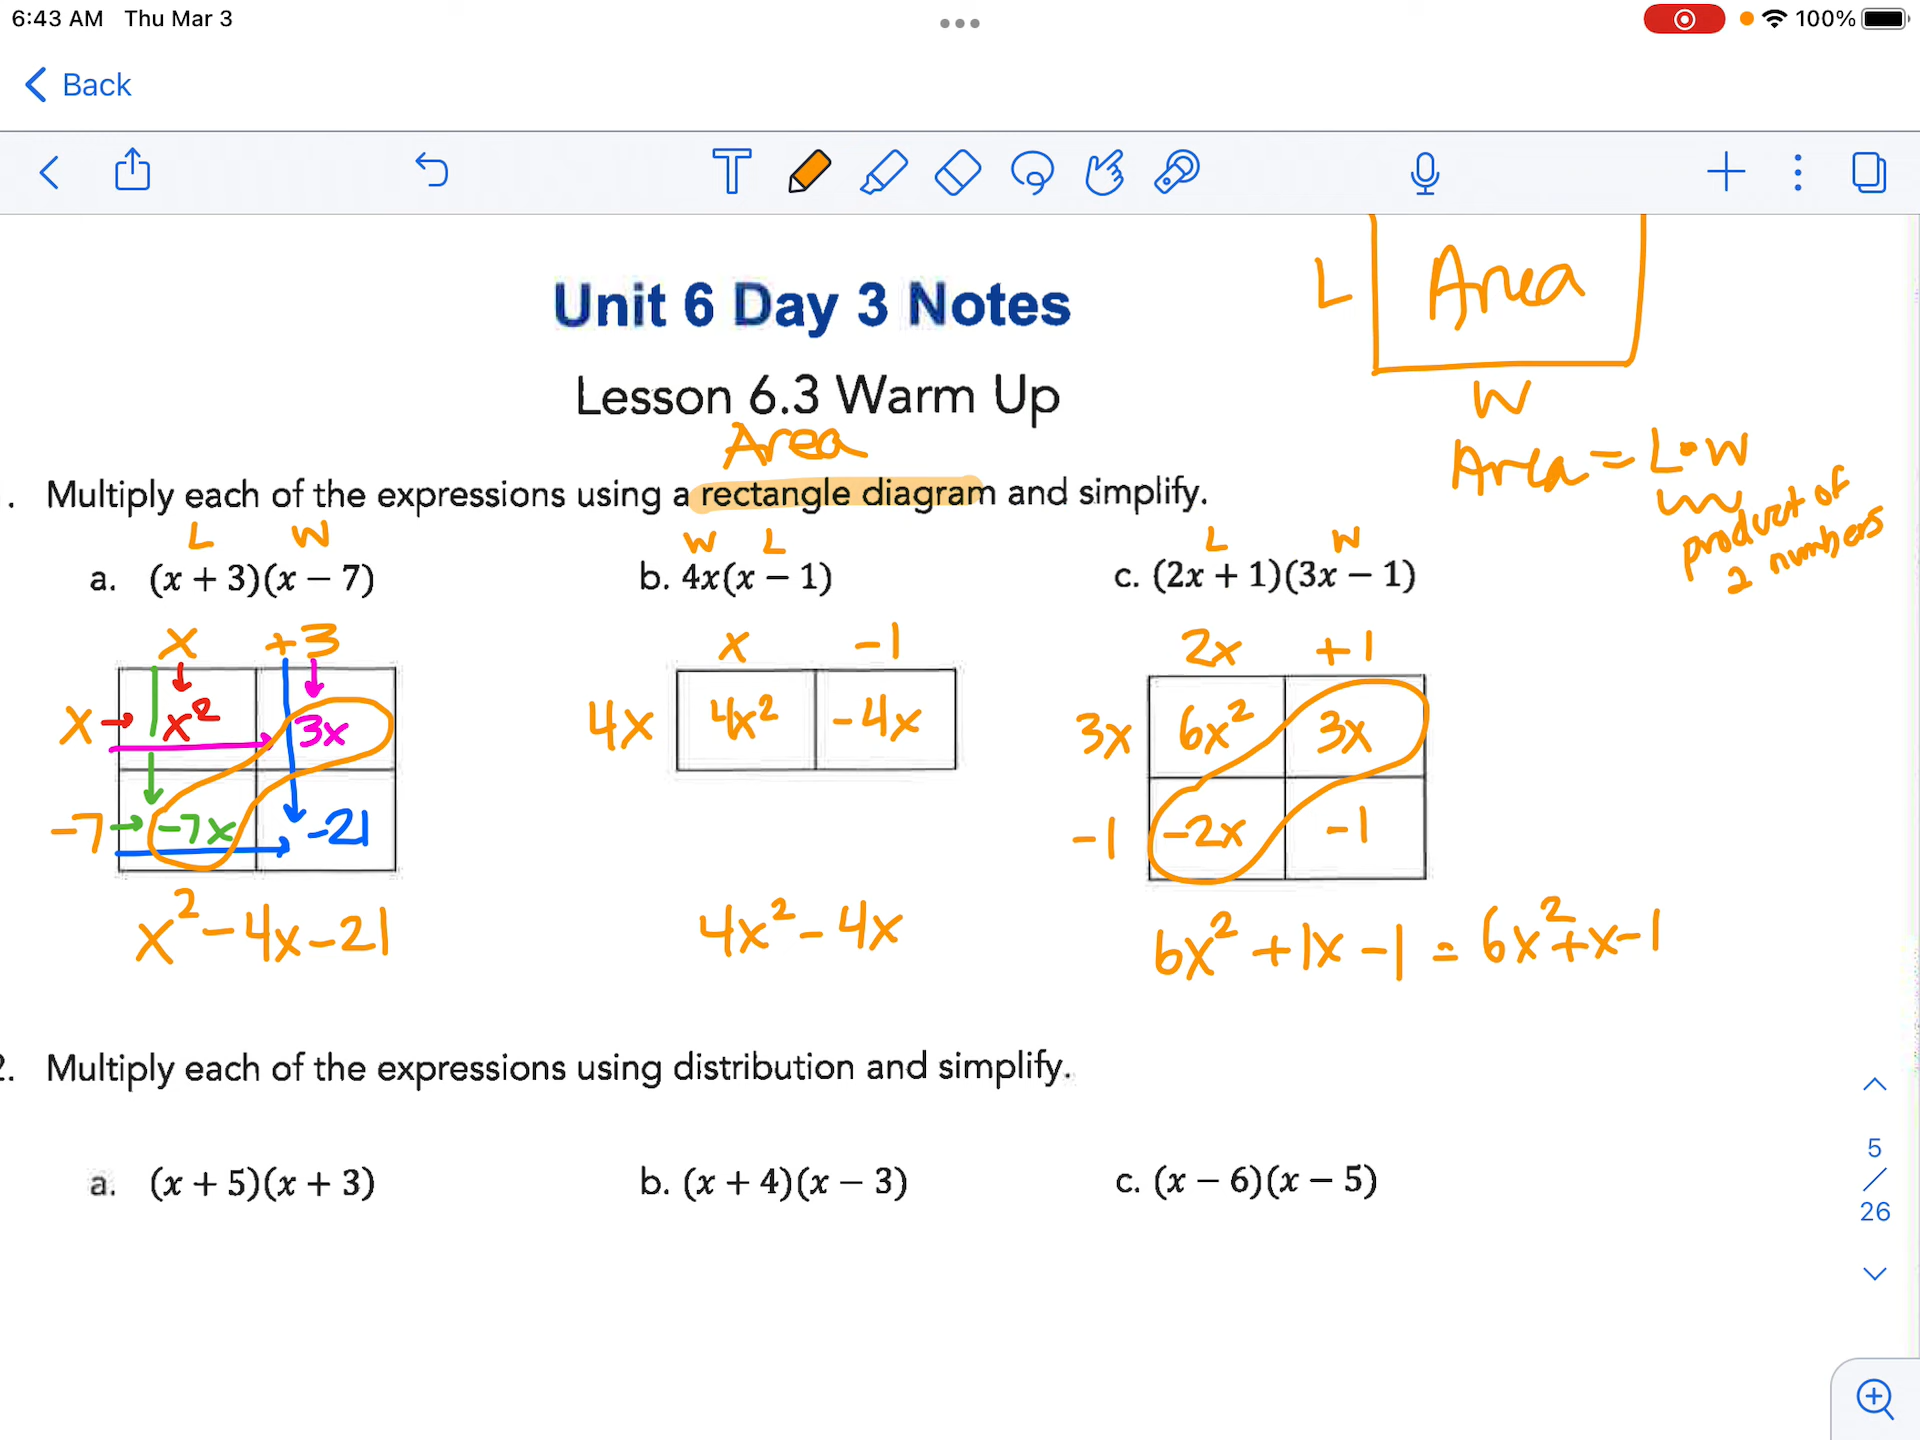 6:43 AM Thu Mar 3
100%
Back
L Area
W
Area = L•W
product of
2 numbers
Unit 6 Day 3 Notes
Lesson 6.3 Warm Up
Area
. Multiply each of the expressions using a rectangle diagram and simplify.
L W
a. (x + 3)(x − 7)
x +3
x x² 3x
-7 -7x -21
x² - 4x - 21
W L
b. 4x(x − 1)
x -1
4x 4x² -4x
4x² - 4x
L W
c. (2x + 1)(3x − 1)
2x +1
3x 6x² 3x
-1 -2x -1
6x² + 1x - 1 = 6x² + x - 1
2. Multiply each of the expressions using distribution and simplify.
a. (x + 5)(x + 3)
b. (x + 4)(x − 3)
c. (x − 6)(x − 5)
5
/
26